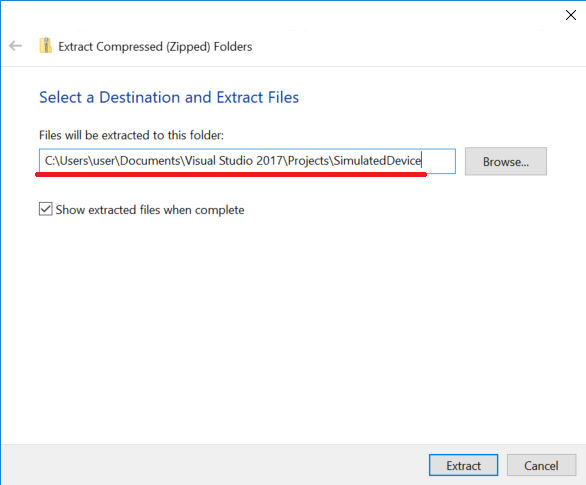 Extract Compressed (Zipped) Folders
Select a Destination and Extract Files
Files will be extracted to this folder:
C:\Users\user\Documents\Visual Studio 2017\Projects\SimulatedDevice
Browse...
Show extracted files when complete
Extract
Cancel